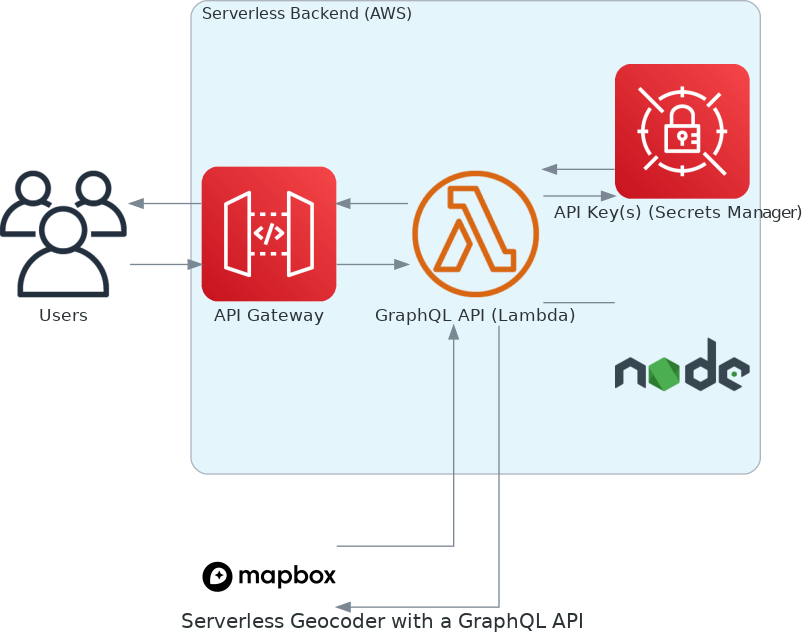 Serverless Backend (AWS)
API Key(s) (Secrets Manager)
</>
Users
API Gateway
GraphQL API (Lambda)
node
mapbox
Serverless Geocoder with a GraphQL API